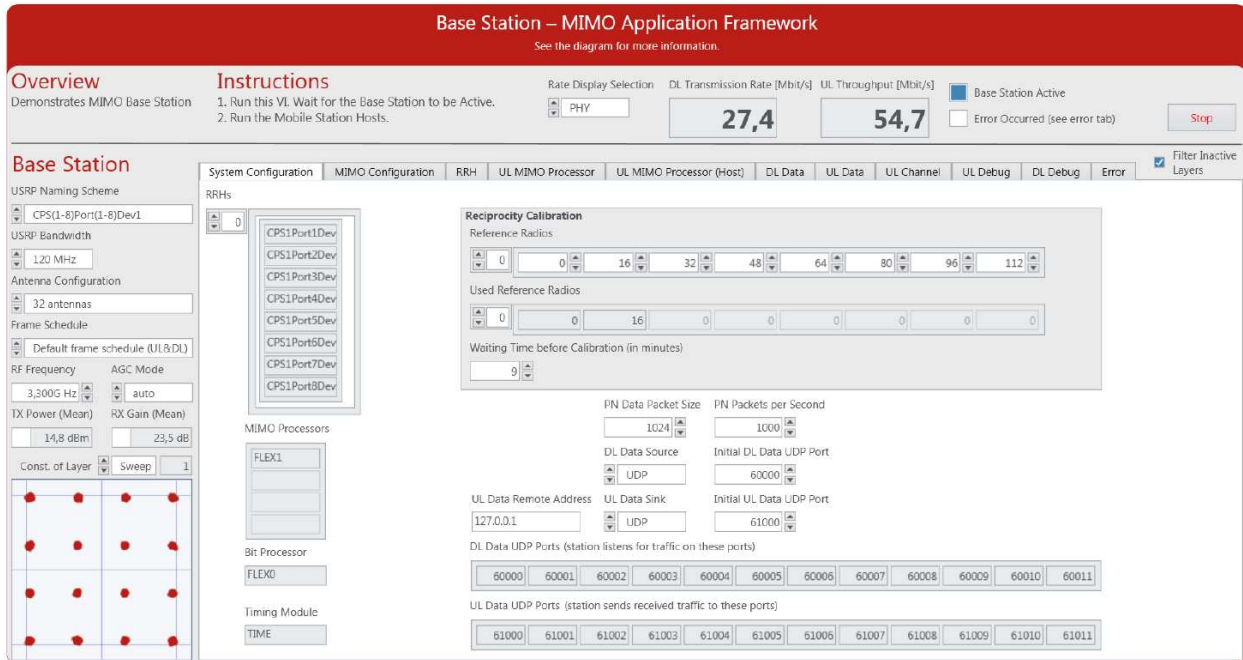 Base Station – MIMO Application Framework
See the diagram for more information.
Overview
Demonstrates MIMO Base Station
Instructions
1. Run this VI. Wait for the Base Station to be Active.
2. Run the Mobile Station Hosts.
Rate Display Selection
PHY
DL Transmission Rate [Mbit/s]
27,4
UL Throughput [Mbit/s]
54,7
Base Station Active
Error Occurred (see error tab)
Stop
Base Station
USRP Naming Scheme
CPS(1-8)Port(1-8)Dev1
USRP Bandwidth
120 MHz
Antenna Configuration
32 antennas
Frame Schedule
Default frame schedule (UL&DL)
RF Frequency AGC Mode
3,300G Hz auto
TX Power (Mean) RX Gain (Mean)
14,8 dBm 23,5 dB
Const. of Layer Sweep 1
System Configuration MIMO Configuration RRH UL MIMO Processor UL MIMO Processor (Host) DL Data UL Data UL Channel UL Debug DL Debug Error
Filter Inactive
Layers
RRHs
0
CPS1Port1Dev
CPS1Port2Dev
CPS1Port3Dev
CPS1Port4Dev
CPS1Port5Dev
CPS1Port6Dev
CPS1Port7Dev
CPS1Port8Dev
MIMO Processors
FLEX1
Bit Processor
FLEX0
Timing Module
TIME
Reciprocity Calibration
Reference Radios
0 0 16 32 48 64 80 96 112
Used Reference Radios
0 0 16 0 0 0 0 0 0
Waiting Time before Calibration (in minutes)
9
PN Data Packet Size PN Packets per Second
1024 1000
DL Data Source Initial DL Data UDP Port
UDP 60000
UL Data Remote Address UL Data Sink Initial UL Data UDP Port
127.0.0.1 UDP 61000
DL Data UDP Ports (station listens for traffic on these ports)
60000 60001 60002 60003 60004 60005 60006 60007 60008 60009 60010 60011
UL Data UDP Ports (station sends received traffic to these ports)
61000 61001 61002 61003 61004 61005 61006 61007 61008 61009 61010 61011